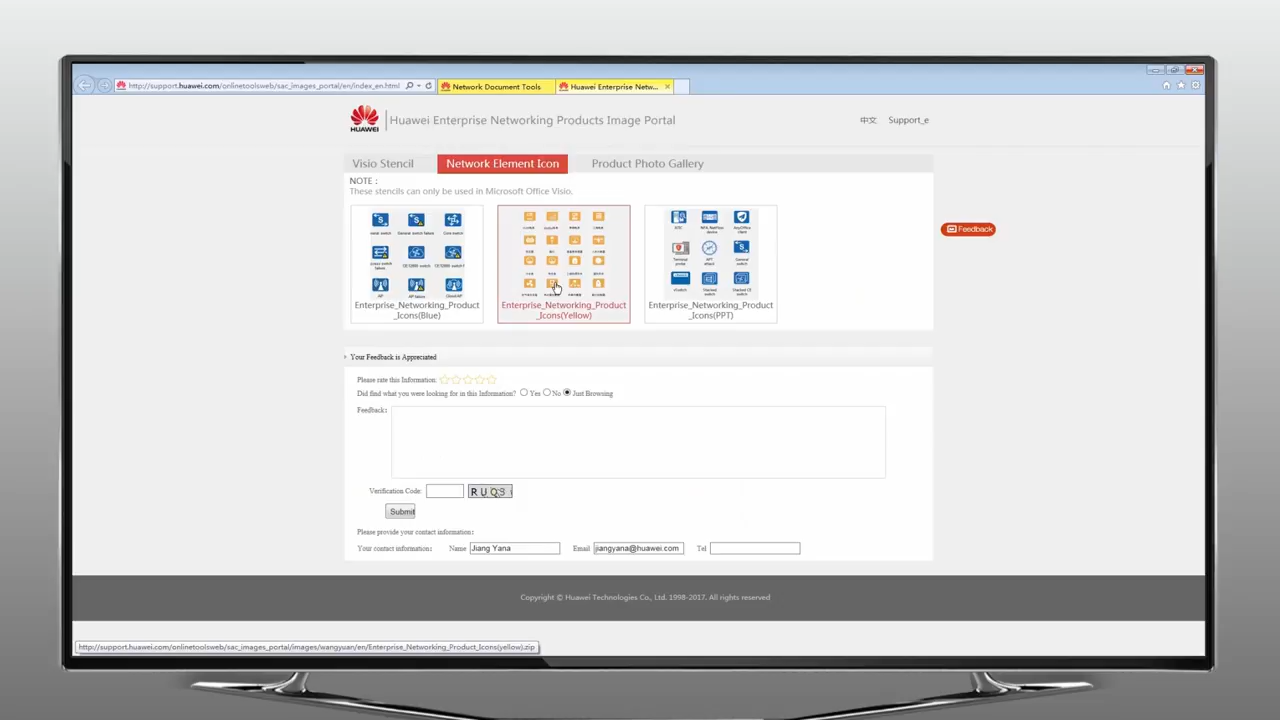 http://support.huawei.com/onlinetoolsweb/sac_images_portal/en/index_en.html
Network Document Tools
Huawei Enterprise Netw...
HUAWEI
Huawei Enterprise Networking Products Image Portal
中文
Support_e
Visio Stencil
Network Element Icon
Product Photo Gallery
NOTE：
These stencils can only be used in Microsoft Office Visio.
Enterprise_Networking_Product
_Icons(Blue)
Enterprise_Networking_Product
_Icons(Yellow)
Enterprise_Networking_Product
_Icons(PPT)
Feedback
Your Feedback is Appreciated
Please rate this Information:
Did find what you were looking for in this Information? Yes No Just Browsing
Feedback:
Verification Code:
R U Q S
Submit
Please provide your contact information:
Your contact information: Name Jiang Yana Email jiangyana@huawei.com Tel
Copyright © Huawei Technologies Co., Ltd. 1998-2017. All rights reserved
http://support.huawei.com/onlinetoolsweb/sac_images_portal/images/wangyuan/en/Enterprise_Networking_Product_Icons(yellow).zip